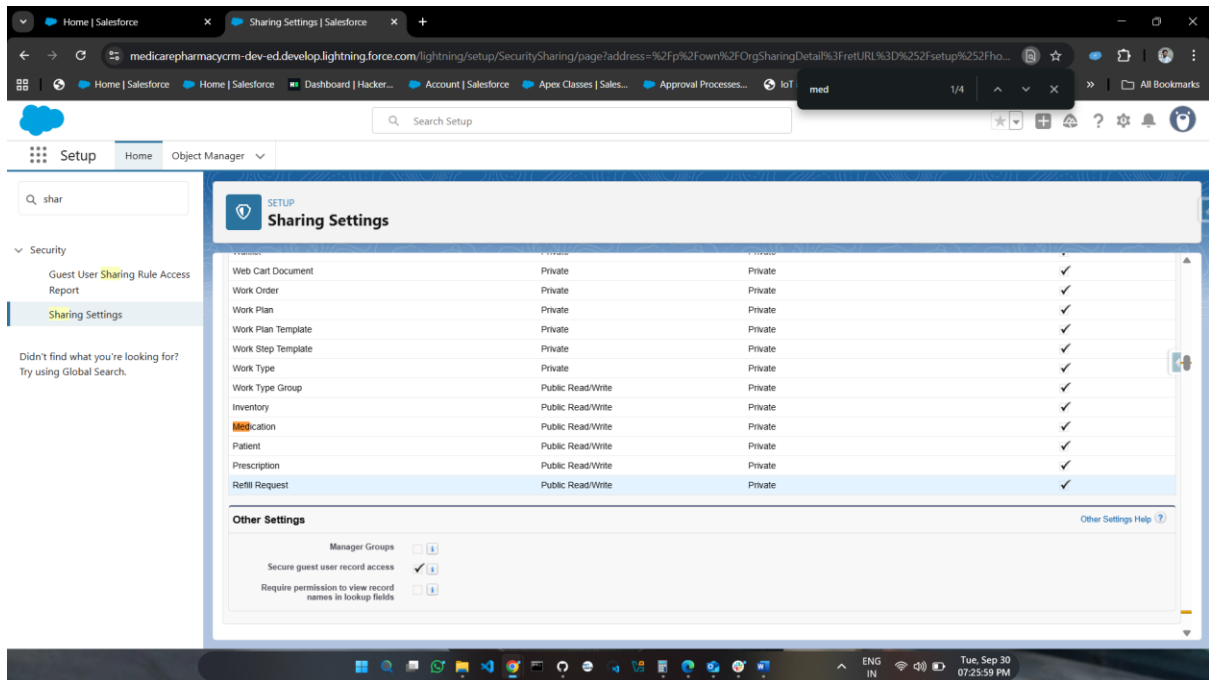 Home | Salesforce
Sharing Settings | Salesforce
medicarepharmacycrm-dev-ed.develop.lightning.force.com/lightning/setup/SecuritySharing/page?address=%2Fp%2Fown%2FOrgSharingDetail%3FretURL%3D%252Fsetup%252Fho...
Home | Salesforce
Home | Salesforce
Dashboard | Hacker...
Account | Salesforce
Apex Classes | Sales...
Approval Processes...
IoT
All Bookmarks
med
1/4
Search Setup
Setup
Home
Object Manager
shar
Security
Guest User Sharing Rule Access
Report
Sharing Settings
Didn't find what you're looking for?
Try using Global Search.
SETUP
Sharing Settings
Web Cart Document Private Private
Work Order Private Private
Work Plan Private Private
Work Plan Template Private Private
Work Step Template Private Private
Work Type Private Private
Work Type Group Public Read/Write Private
Inventory Public Read/Write Private
Medication Public Read/Write Private
Patient Public Read/Write Private
Prescription Public Read/Write Private
Refill Request Public Read/Write Private
Other Settings
Other Settings Help ?
Manager Groups
Secure guest user record access
Require permission to view record
names in lookup fields
ENG
IN
Tue, Sep 30
07:25:59 PM